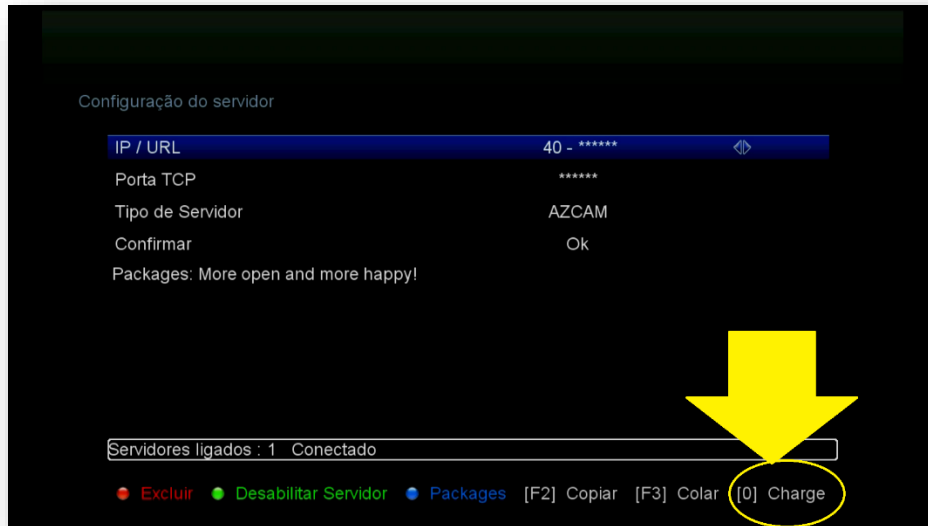 Configuração do servidor
IP / URL 40 - ******
Porta TCP ******
Tipo de Servidor AZCAM
Confirmar Ok
Packages: More open and more happy!
Servidores ligados : 1 Conectado
Excluir Desabilitar Servidor Packages [F2] Copiar [F3] Colar [0] Charge